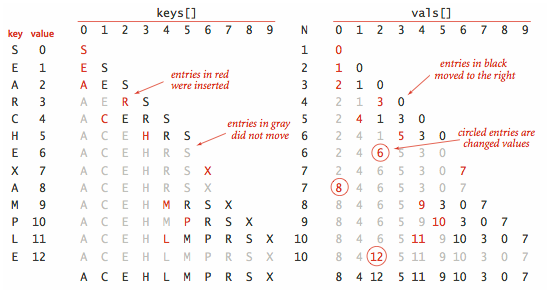 keys[] vals[]
key value 0 1 2 3 4 5 6 7 8 9 N 0 1 2 3 4 5 6 7 8 9
S 0 S 1 0
E 1 E S 2 1 0
A 2 A E S 3 2 1 0
entries in red
were inserted
entries in black
moved to the right
R 3 A E R S 4 2 1 3 0
C 4 A C E R S 5 2 4 1 3 0
entries in gray
did not move
circled entries are
changed values
H 5 A C E H R S 6 2 4 1 5 3 0
E 6 A C E H R S 6 2 4 6 5 3 0
X 7 A C E H R S X 7 2 4 6 5 3 0 7
A 8 A C E H R S X 7 8 4 6 5 3 0 7
M 9 A C E H M R S X 8 8 4 6 5 9 3 0 7
P 10 A C E H M P R S X 9 8 4 6 5 9 10 3 0 7
L 11 A C E H L M P R S X 10 8 4 6 5 11 9 10 3 0 7
E 12 A C E H L M P R S X 10 8 4 12 5 11 9 10 3 0 7
A C E H L M P R S X 8 4 12 5 11 9 10 3 0 7